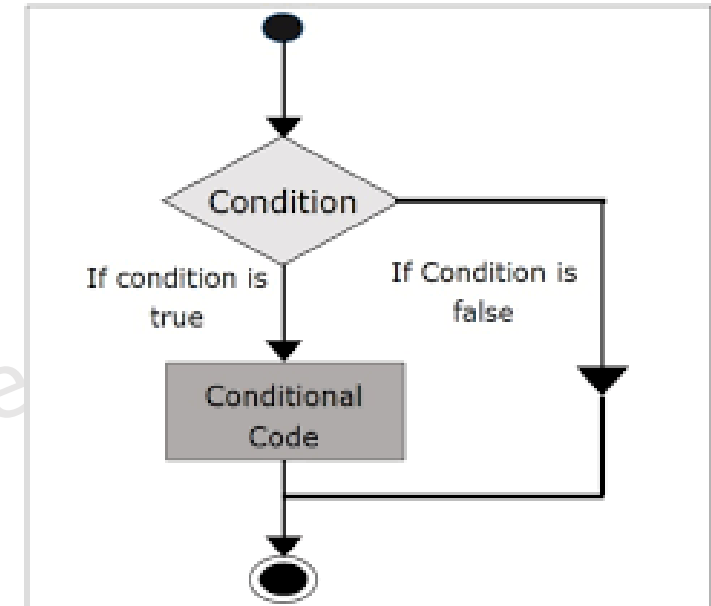 Condition
If condition is
true
If Condition is
false
Conditional
Code